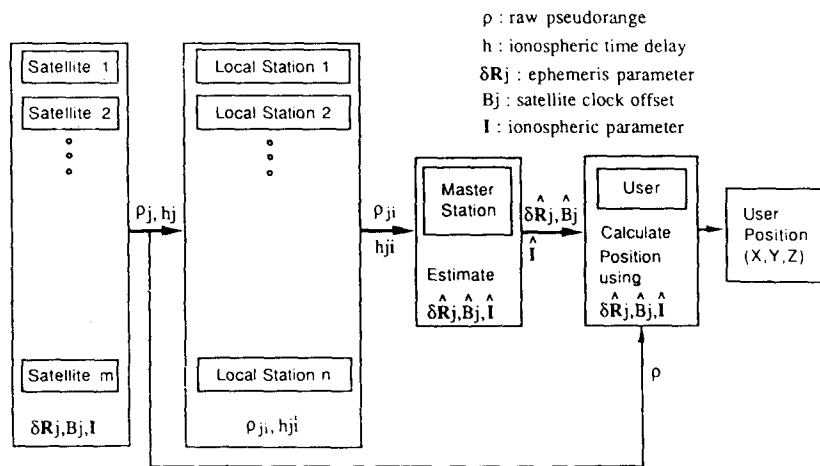 ρ : raw pseudorange
h : ionospheric time delay
δRj : ephemeris parameter
Bj : satellite clock offset
I : ionospheric parameter
Satellite 1
Satellite 2
Satellite m
δRj,Bj,I
ρj, hj
Local Station 1
Local Station 2
Local Station n
ρji, hji
ρji
hji
Master
Station
Estimate
δR̂j,B̂j,Î
δR̂j,B̂j
Î
User
Calculate
Position
using
δR̂j,B̂j,Î
ρ
User
Position
(X,Y,Z)